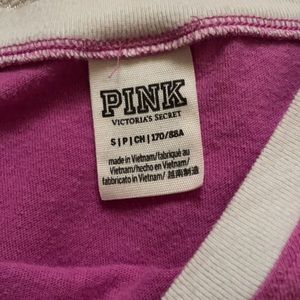 PINK
VICTORIA'S SECRET
S | P | CH | 170/88A
made in Vietnam/fabriqué au
Vietnam/hecho en Vietnam/
fabbricato in Vietnam/ 越南制造